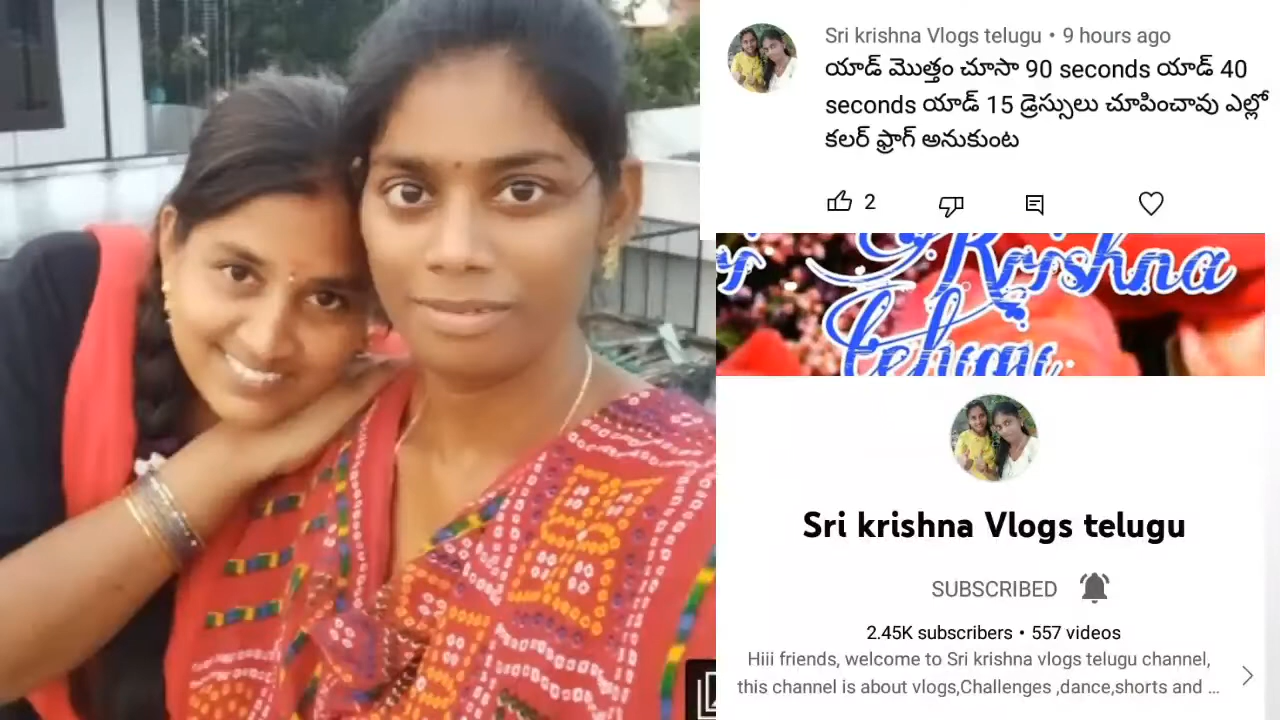 Sri krishna Vlogs telugu • 9 hours ago
యాడ్ మొత్తం చూసా 90 seconds యాడ్ 40
seconds యాడ్ 15 డ్రెస్సులు చూపించావు ఎల్లో
కలర్ ఫ్రాగ్ అనుకుంట
2
Krishna
telugu
Sri krishna Vlogs telugu
SUBSCRIBED
2.45K subscribers • 557 videos
Hiii friends, welcome to Sri krishna vlogs telugu channel,
this channel is about vlogs,Challenges ,dance,shorts and ...